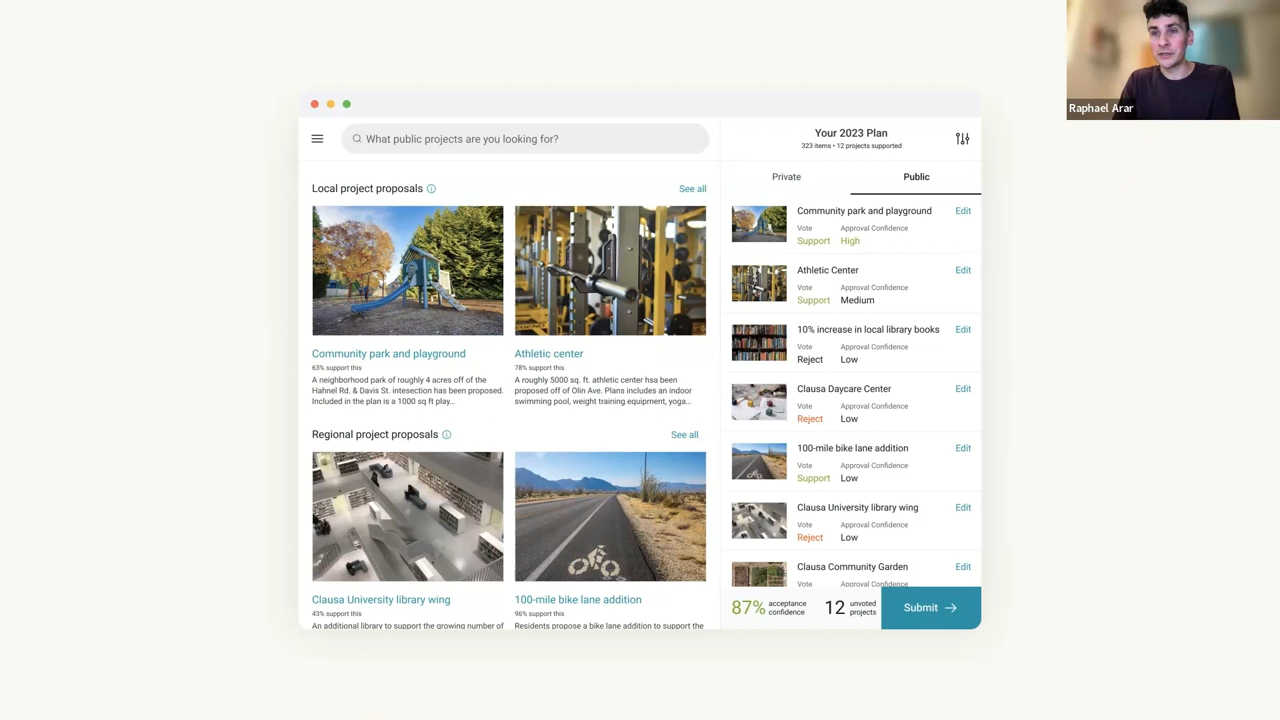 Raphael Arar
What public projects are you looking for?
Your 2023 Plan
323 items • 12 projects supported
Private
Public
Local project proposals
See all
Community park and playground
63% support this
A neighborhood park of roughly 4 acres off of the
Hahnel Rd. & Davis St. intesection has been proposed.
Included in the plan is a 1000 sq ft play...
Athletic center
78% support this
A roughly 5000 sq. ft. athletic center hsa been
proposed off of Olin Ave. Plans includes an indoor
swimming pool, weight training equipment, yoga...
Regional project proposals
See all
Clausa University library wing
43% support this
An additional library to support the growing number of
100-mile bike lane addition
96% support this
Residents propose a bike lane addition to support the
Community park and playground
Edit
Vote
Approval Confidence
Support
High
Athletic Center
Edit
Vote
Approval Confidence
Support
Medium
10% increase in local library books
Edit
Vote
Approval Confidence
Reject
Low
Clausa Daycare Center
Edit
Vote
Approval Confidence
Reject
Low
100-mile bike lane addition
Edit
Vote
Approval Confidence
Support
Low
Clausa University library wing
Edit
Vote
Approval Confidence
Reject
Low
Clausa Community Garden
Edit
Vote
Approval Confidence
87%
acceptance
confidence
12
unvoted
projects
Submit